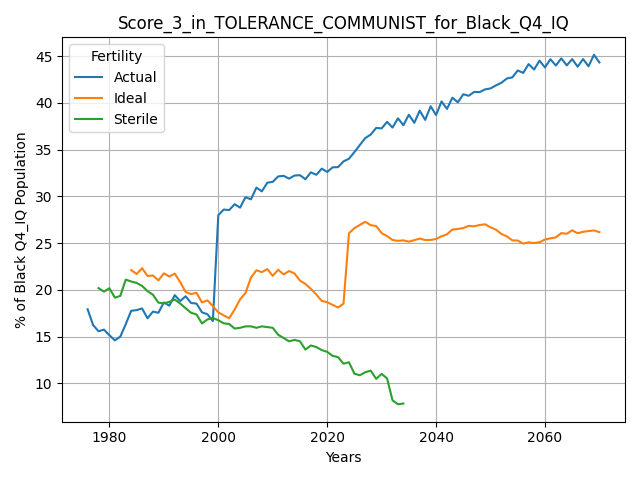 Score_3_in_TOLERANCE_COMMUNIST_for_Black_Q4_IQ
Fertility
Actual
Ideal
Sterile
% of Black Q4_IQ Population
45
40
35
30
25
20
15
10
1980
2000
2020
2040
2060
Years